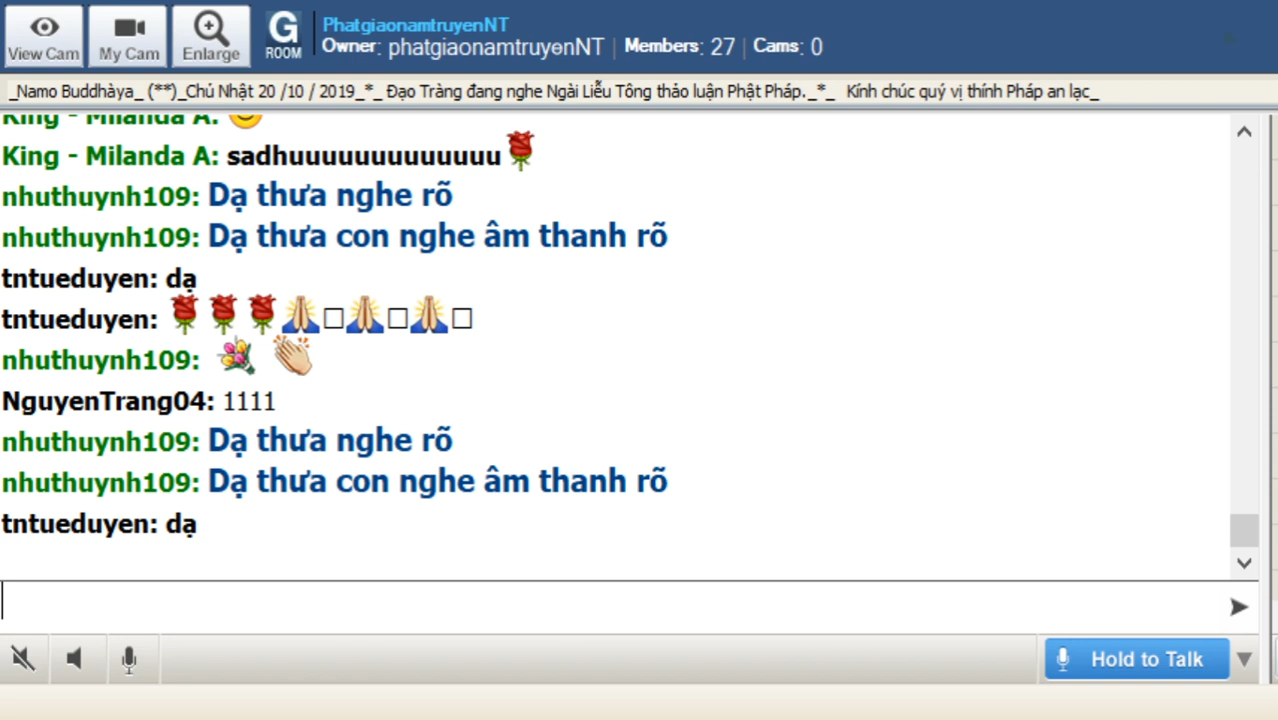 View Cam
My Cam
Enlarge
G
ROOM
PhatgiaonamtruyenNT
Owner: phatgiaonamtruyenNT | Members: 27 | Cams: 0
_Namo Buddhàya_ (**)_Chủ Nhật 20 /10 / 2019_*_ Đạo Tràng đang nghe Ngài Liễu Tông thảo luận Phật Pháp._*_ Kính chúc quý vị thính Pháp an lạc_
King - Milanda A: 😊
King - Milanda A: sadhuuuuuuuuuuuuu🌹
nhuthuynh109: Dạ thưa nghe rõ
nhuthuynh109: Dạ thưa con nghe âm thanh rõ
tntueduyen: dạ
tntueduyen: 🌹🌹🌹🙏□🙏□🙏□
nhuthuynh109: 💐 👏
NguyenTrang04: 1111
nhuthuynh109: Dạ thưa nghe rõ
nhuthuynh109: Dạ thưa con nghe âm thanh rõ
tntueduyen: dạ
Hold to Talk